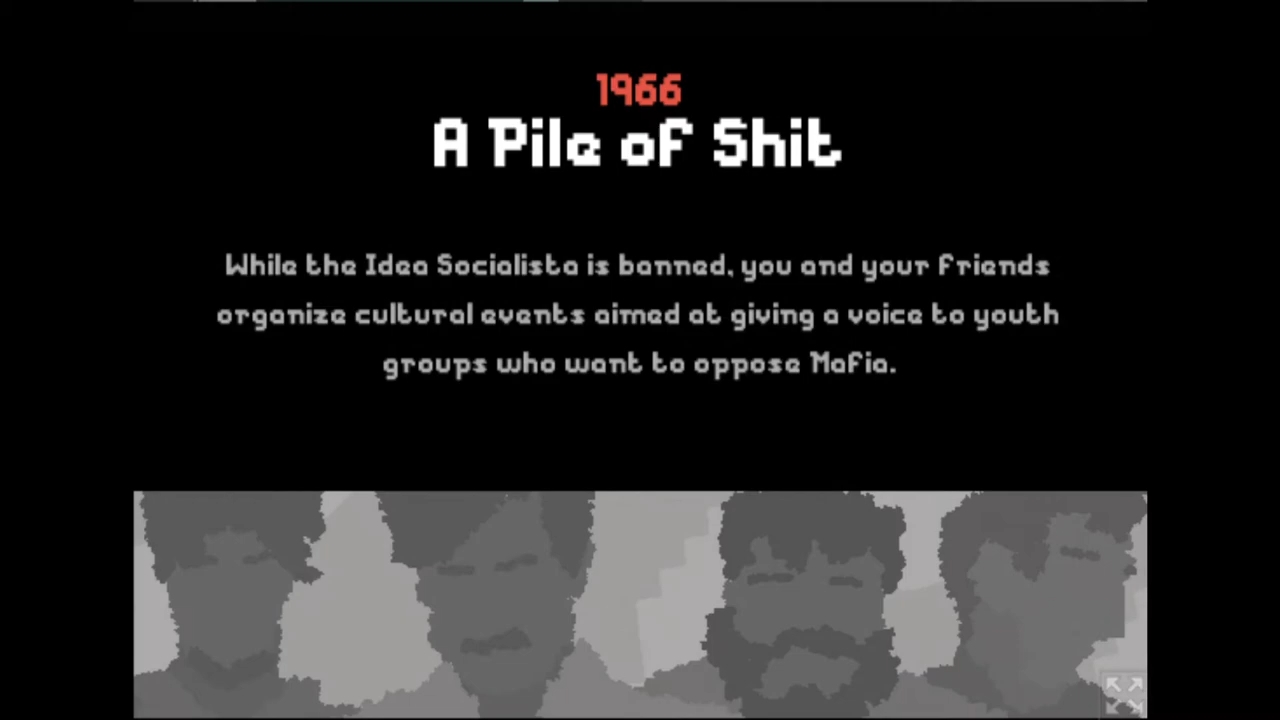 1966
A Pile of Shit
While the Idea Socialista is banned, you and your friends
organize cultural events aimed at giving a voice to youth
groups who want to oppose Mafia.